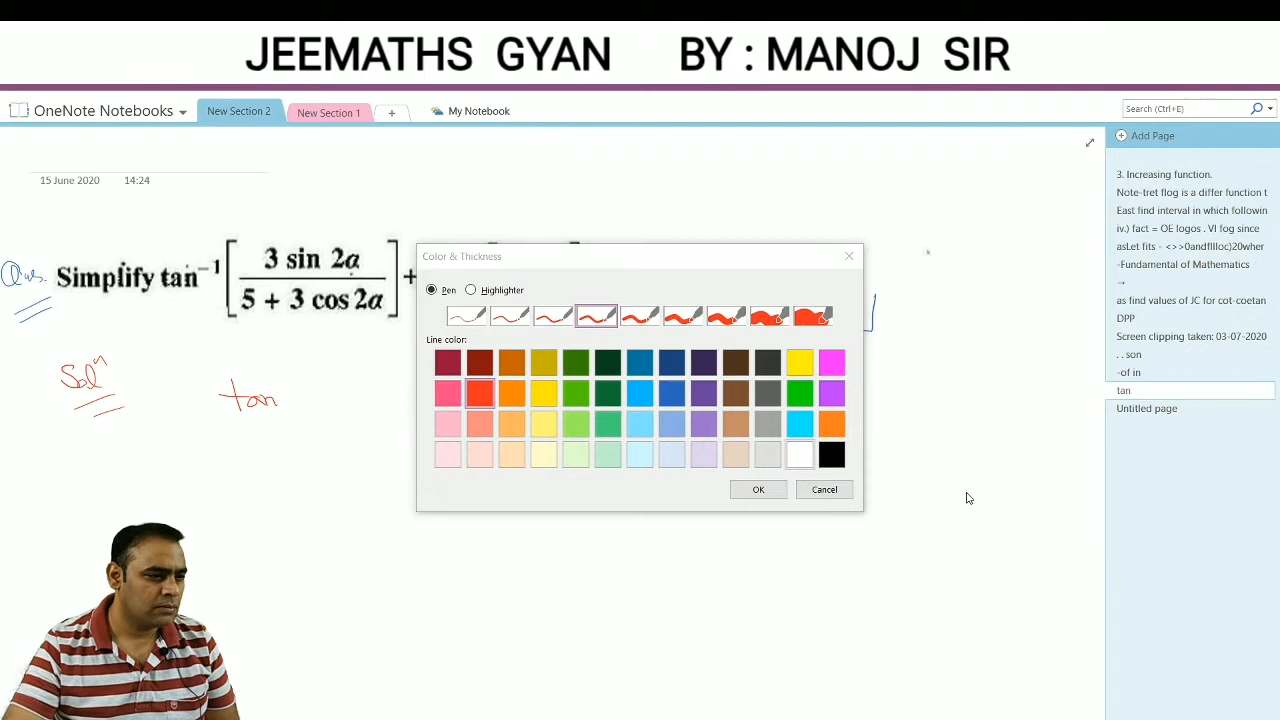 JEEMATHS GYAN BY : MANOJ SIR
OneNote Notebooks
New Section 2
New Section 1
+
My Notebook
Search (Ctrl+E)
Add Page
15 June 2020 14:24
3. Increasing function.
Note-tret flog is a differ function t
East find interval in which followin
iv.) fact = OE logos . VI fog since
asLet fits - <>>0andfllloc)20wher
-Fundamental of Mathematics
→
as find values of JC for cot-coetan
DPP
Screen clipping taken: 03-07-2020
. . son
-of in
tan
Untitled page
Ques. Simplify tan⁻¹ [ 3 sin 2a / 5 + 3 cos 2a ] +
Solⁿ
tan
Color & Thickness
Pen
Highlighter
Line color:
OK
Cancel